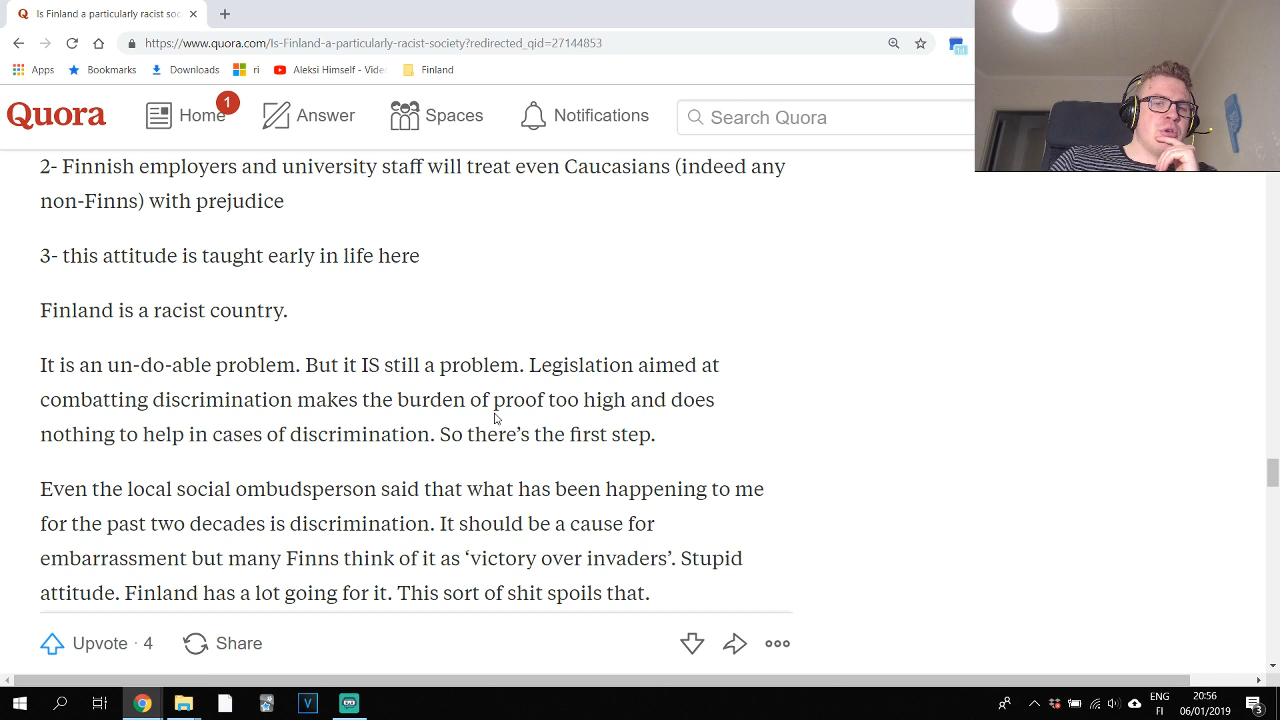 Is Finland a particularly racist soc
https://www.quora.com/Is-Finland-a-particularly-racist-society?redirected_qid=27144853
Apps Bookmarks Downloads ri Aleksi Himself - Vide Finland
Quora Home 1 Answer Spaces Notifications Search Quora
2- Finnish employers and university staff will treat even Caucasians (indeed any
non-Finns) with prejudice
3- this attitude is taught early in life here
Finland is a racist country.
It is an un-do-able problem. But it IS still a problem. Legislation aimed at
combatting discrimination makes the burden of proof too high and does
nothing to help in cases of discrimination. So there’s the first step.
Even the local social ombudsperson said that what has been happening to me
for the past two decades is discrimination. It should be a cause for
embarrassment but many Finns think of it as ‘victory over invaders’. Stupid
attitude. Finland has a lot going for it. This sort of shit spoils that.
Upvote · 4 Share
ENG 20:56
FI 06/01/2019 3